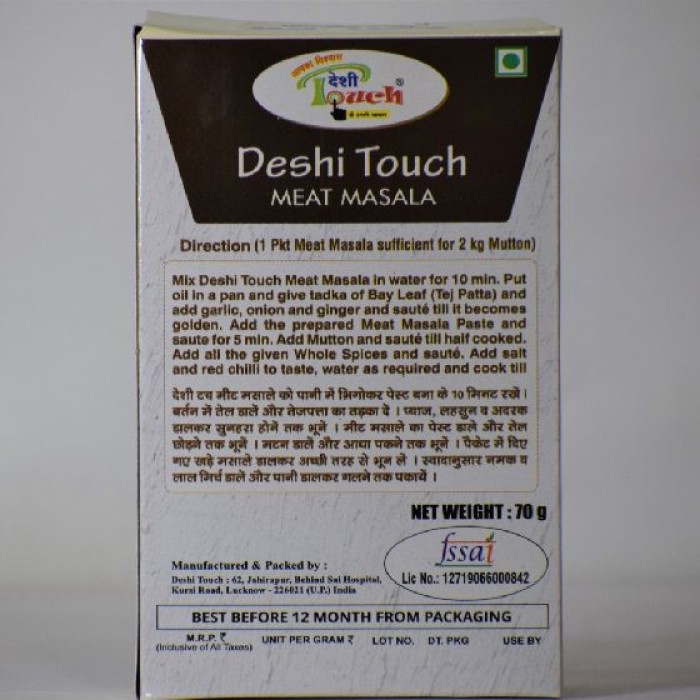 आपका विश्वास
देशी
Touch®
Deshi Touch
MEAT MASALA
Direction (1 Pkt Meat Masala sufficient for 2 kg Mutton)
Mix Deshi Touch Meat Masala in water for 10 min. Put
oil in a pan and give tadka of Bay Leaf (Tej Patta) and
add garlic, onion and ginger and sauté till it becomes
golden. Add the prepared Meat Masala Paste and
saute for 5 min. Add Mutton and sauté till half cooked.
Add all the given Whole Spices and sauté. Add salt
and red chilli to taste, water as required and cook till
देशी टच मीट मसाले को पानी में भिगोकर पेस्ट बना के 10 मिनट रखें।
बर्तन में तेल डालें और तेजपत्ता का तड़का दें । प्याज, लहसुन व अदरक
डालकर सुनहरा होने तक भूनें । मीट मसाले का पेस्ट डाले और तेल
छोड़ने तक भूनें । मटन डालें और आधा पकने तक भूनें । पैकेट में दिए
गए खड़े मसाले डालकर अच्छी तरह से भून ले । स्वादानुसार नमक व
लाल मिर्च डालें और पानी डालकर गलने तक पकायें ।
NET WEIGHT : 70 g
fssai
Lic No.: 12719066000842
Manufactured & Packed by :
Deshi Touch : 62, Jahirapur, Behind Sai Hospital,
Kursi Road, Lucknow - 226021 (U.P.) India
BEST BEFORE 12 MONTH FROM PACKAGING
M.R.P. ₹ UNIT PER GRAM ₹ LOT NO. DT. PKG USE BY
(Inclusive of All Taxes)